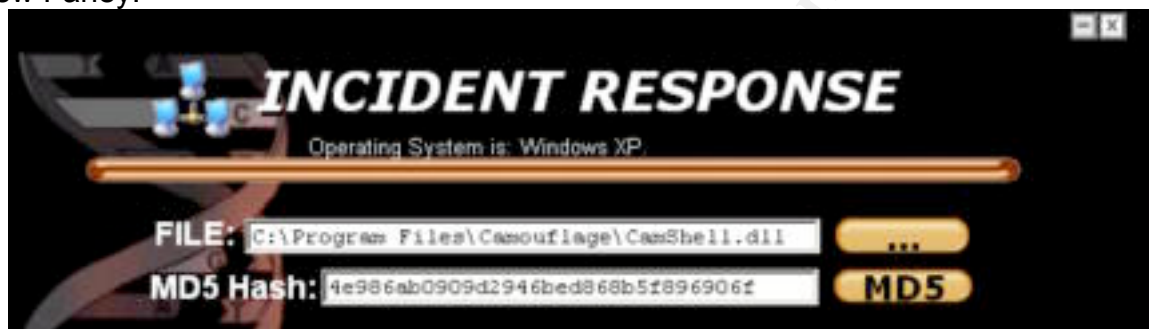 INCIDENT RESPONSE
Operating System is: Windows XP.
FILE: C:\Program Files\Camouflage\CamShell.dll ...
MD5 Hash: 4e986ab0909d2946bed868b5f896906f MD5